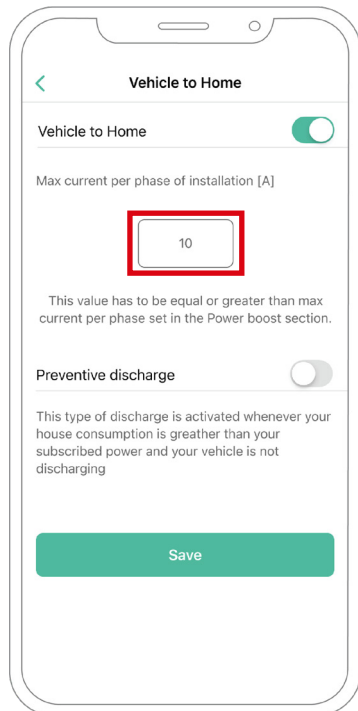 Vehicle to Home
Vehicle to Home
Max current per phase of installation [A]
10
This value has to be equal or greater than max
current per phase set in the Power boost section.
Preventive discharge
This type of discharge is activated whenever your
house consumption is greather than your
subscribed power and your vehicle is not
discharging
Save